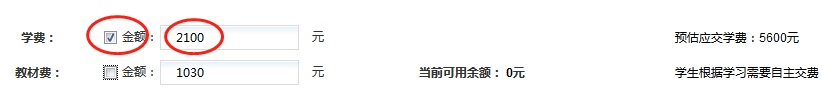 学费： 金额： 2100 元 预估应交学费：5600元
教材费： 金额： 1030 元 当前可用余额： 0元 学生根据学习需要自主交费